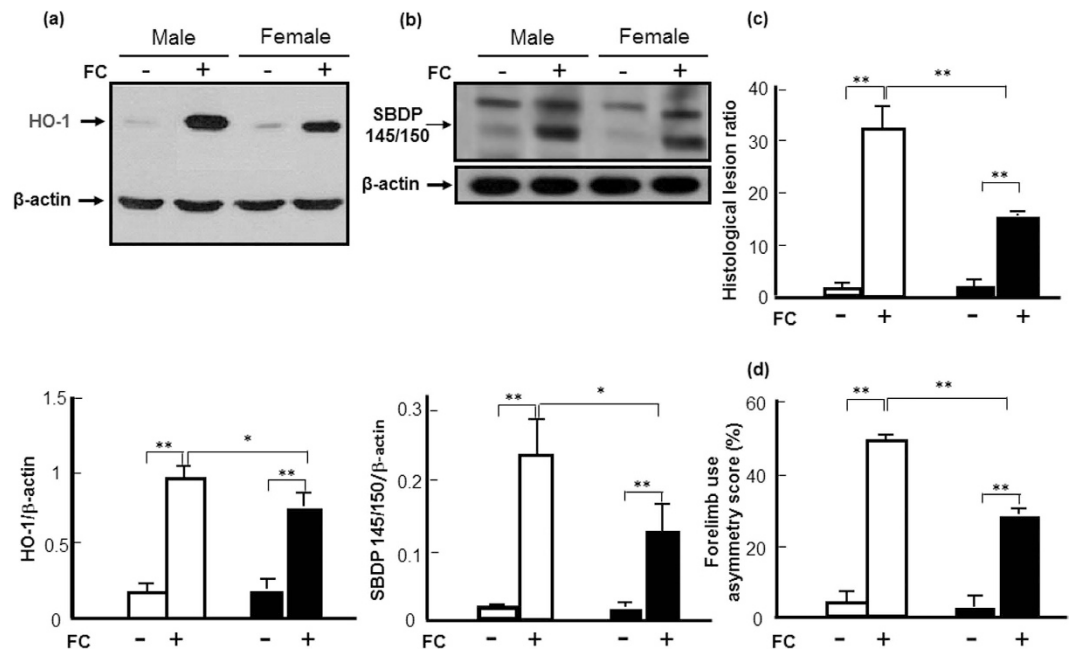 (a)
Male Female
FC - + - +
HO-1
β-actin
1.5
1
0.5
0
HO-1/β-actin
** * **
FC - + - +
(b)
Male Female
- + - +
SBDP
145/150
β-actin
0.3
0.2
0.1
0
SBDP 145/150/β-actin
** * **
- + - +
(c)
40
30
20
10
0
Histological lesion ratio
** ** **
FC - + - +
(d)
60
40
20
0
Forelimb use
asymmetry score (%)
** ** **
FC - + - +